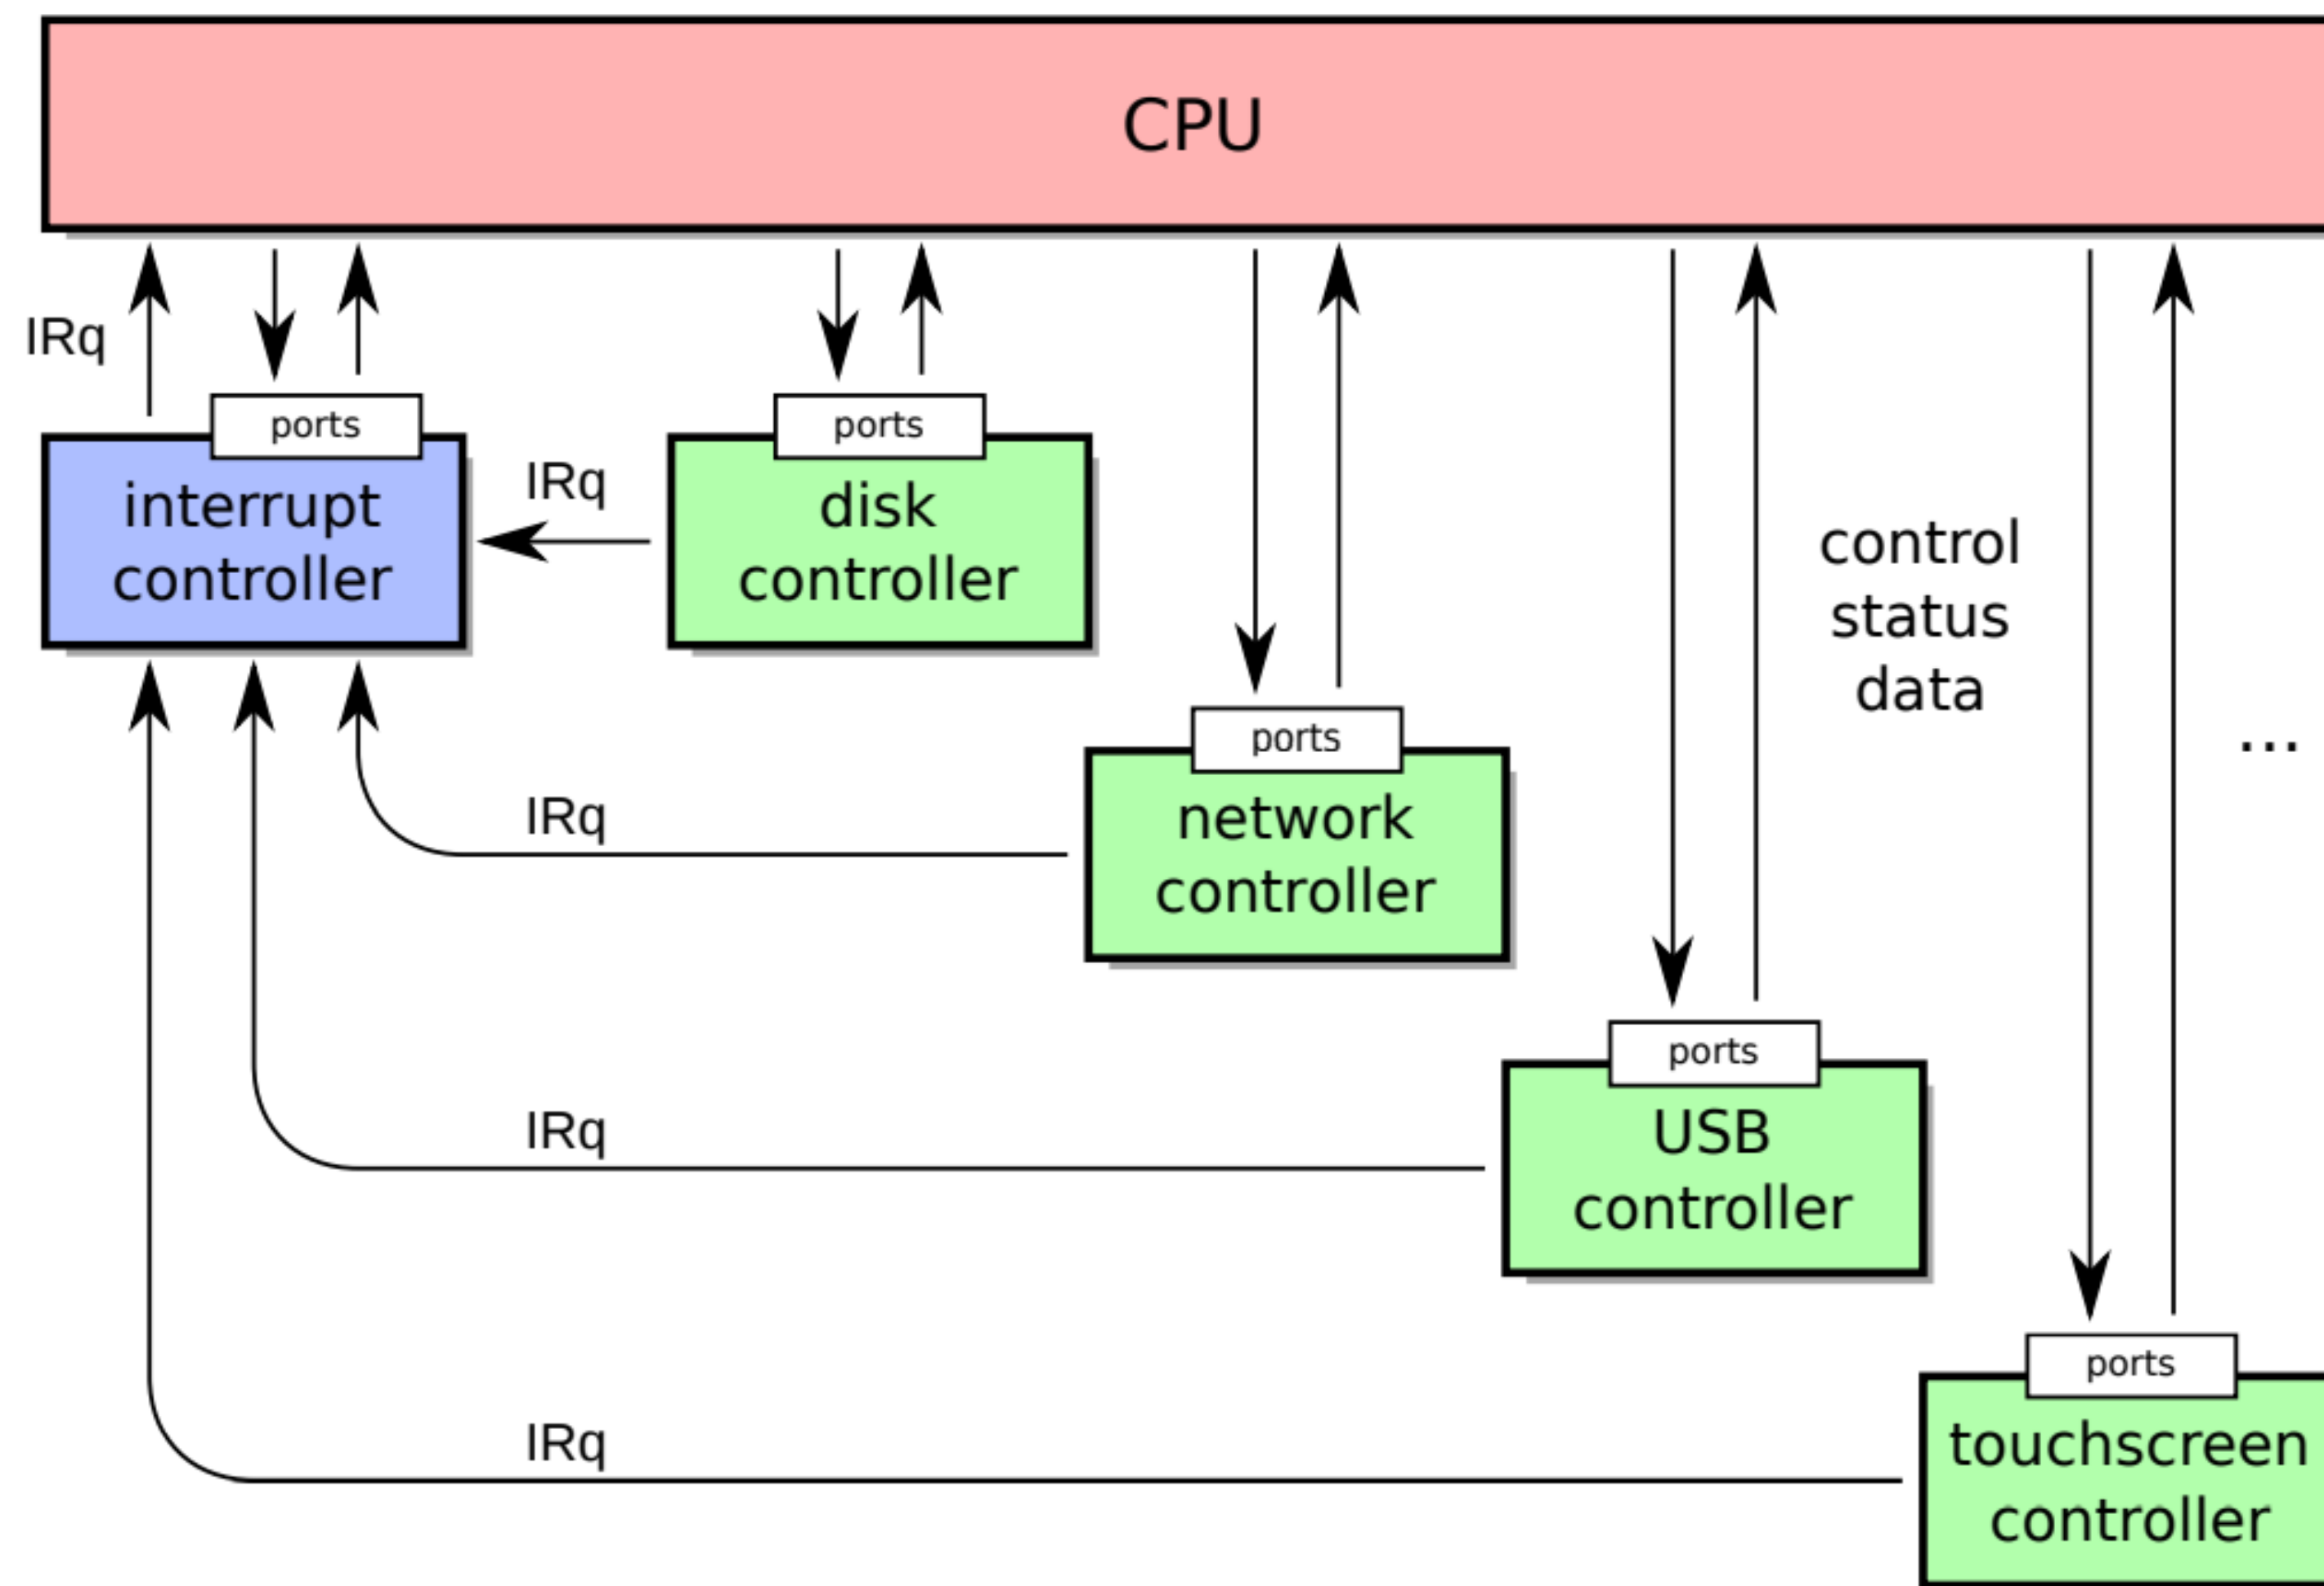 CPU
IRq
ports
ports
interrupt
controller
IRq
disk
controller
control
status
data
ports
...
network
controller
IRq
ports
USB
controller
IRq
ports
touchscreen
controller
IRq